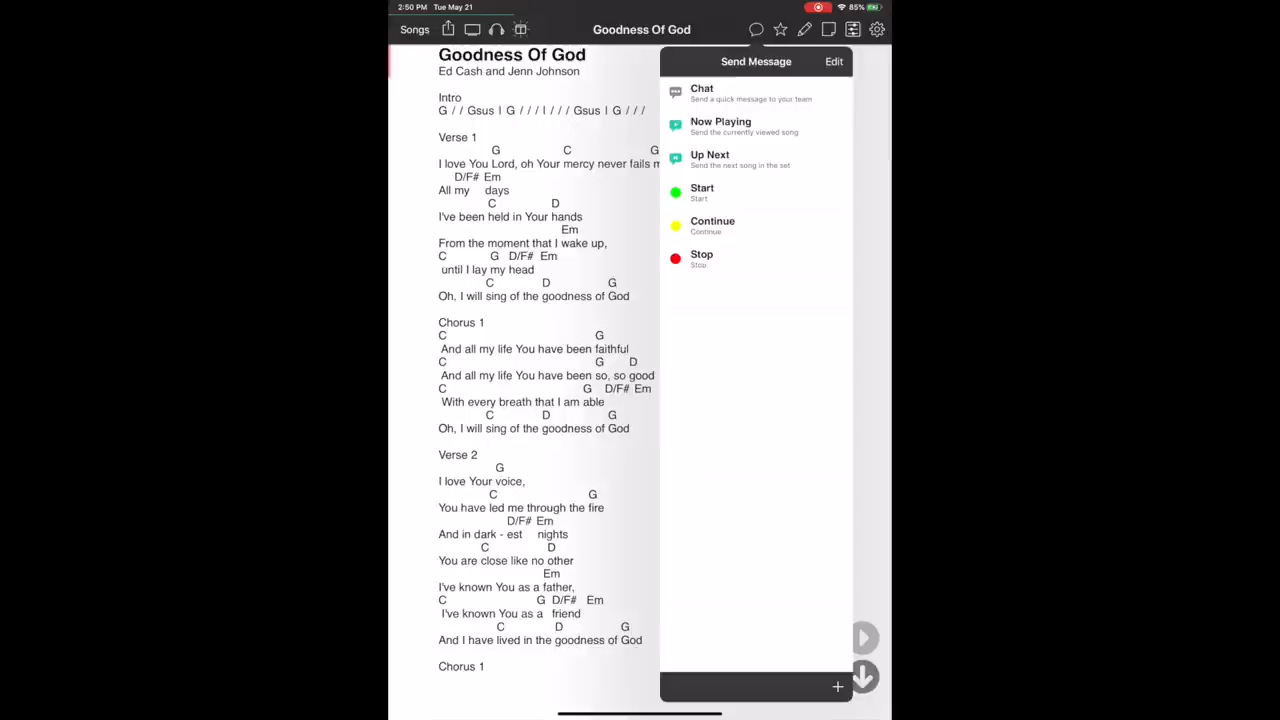 2:50 PM Tue May 21
85%
Songs
Goodness Of God
Goodness Of God
Ed Cash and Jenn Johnson
Intro
G / / Gsus | G / / / | / / / Gsus | G / / /
Verse 1
G C G
I love You Lord, oh Your mercy never fails m
D/F# Em
All my days
C D
I've been held in Your hands
Em
From the moment that I wake up,
C G D/F# Em
until I lay my head
C D G
Oh, I will sing of the goodness of God
Chorus 1
C G
And all my life You have been faithful
C G D
And all my life You have been so, so good
C G D/F# Em
With every breath that I am able
C D G
Oh, I will sing of the goodness of God
Verse 2
G
I love Your voice,
C G
You have led me through the fire
D/F# Em
And in dark - est nights
C D
You are close like no other
Em
I've known You as a father,
C G D/F# Em
I've known You as a friend
C D G
And I have lived in the goodness of God
Chorus 1
Send Message
Edit
Chat
Send a quick message to your team
Now Playing
Send the currently viewed song
Up Next
Send the next song in the set
Start
Start
Continue
Continue
Stop
Stop
+